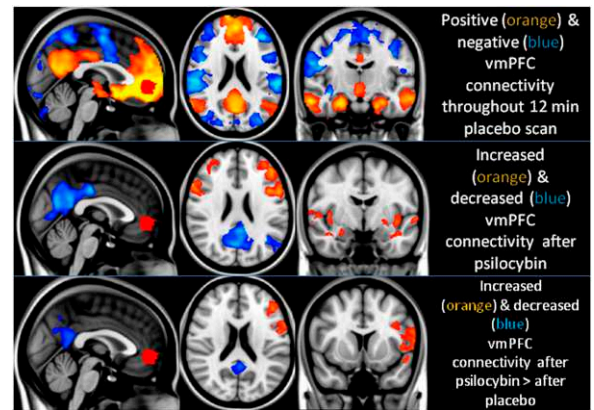 Positive (orange) &
negative (blue)
vmPFC
connectivity
throughout 12 min
placebo scan
Increased
(orange) &
decreased (blue)
vmPFC
connectivity after
psilocybin
Increased
(orange) & decreased
(blue)
vmPFC
connectivity after
psilocybin > after
placebo